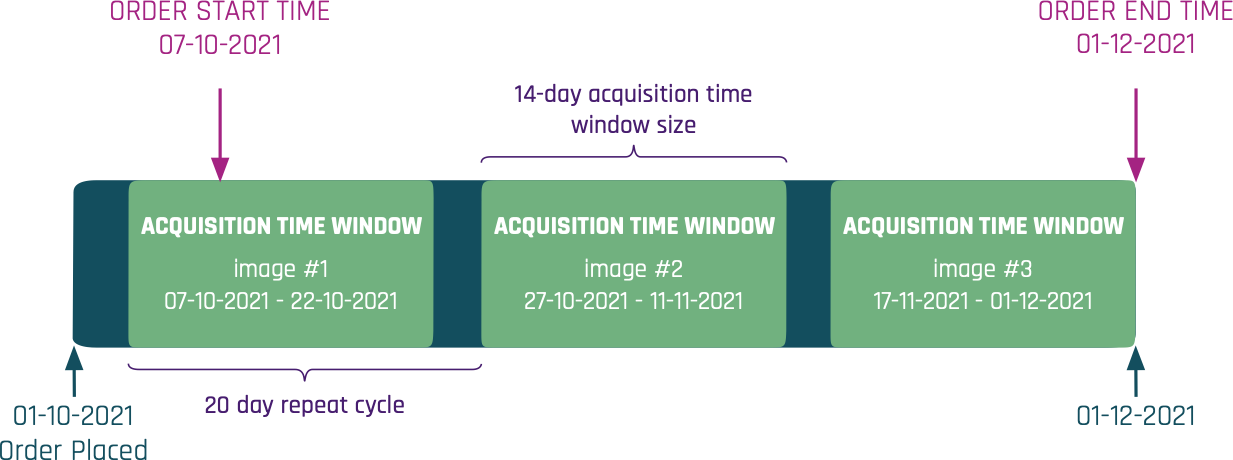 ORDER START TIME
07-10-2021
ORDER END TIME
01-12-2021
14-day acquisition time
window size
ACQUISITION TIME WINDOW
image #1
07-10-2021 - 22-10-2021
ACQUISITION TIME WINDOW
image #2
27-10-2021 - 11-11-2021
ACQUISITION TIME WINDOW
image #3
17-11-2021 - 01-12-2021
20 day repeat cycle
01-10-2021
Order Placed
01-12-2021